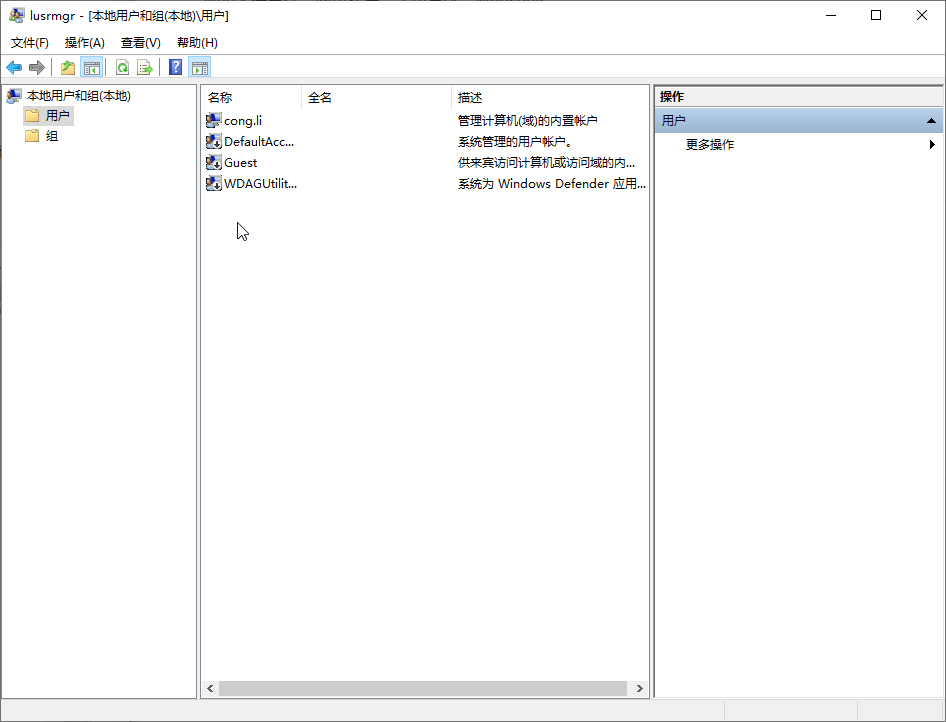 lusrmgr - [本地用户和组(本地)\用户]
文件(F) 操作(A) 查看(V) 帮助(H)
本地用户和组(本地)
用户
组
名称 全名 描述
cong.li 管理计算机(域)的内置帐户
DefaultAcc... 系统管理的用户帐户。
Guest 供来宾访问计算机或访问域的内...
WDAGUtilit... 系统为 Windows Defender 应用...
操作
用户
更多操作